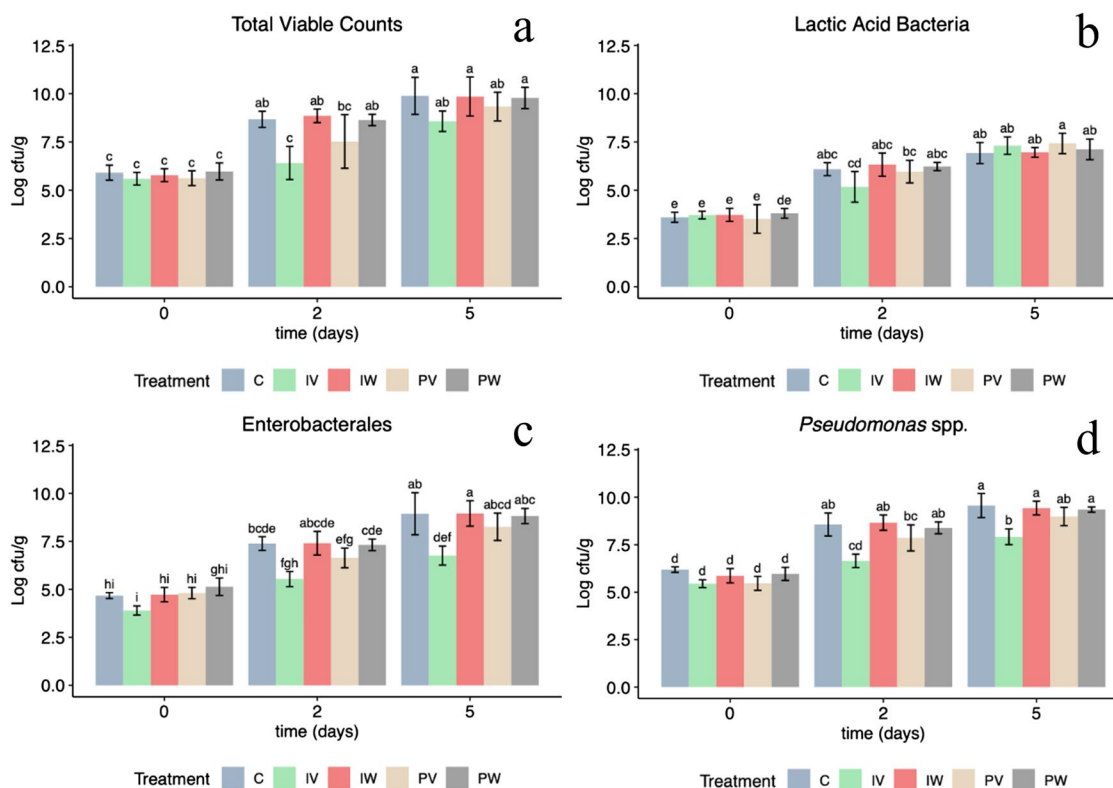 Total Viable Counts
a
Log cfu/g
12.5
10.0
7.5
5.0
2.5
0.0
c c c c c
ab c ab bc ab
a ab a ab a
0 2 5
time (days)
Treatment C IV IW PV PW
Lactic Acid Bacteria
b
Log cfu/g
12.5
10.0
7.5
5.0
2.5
0.0
e e e e de
abc cd abc bc abc
ab ab ab a ab
0 2 5
time (days)
Treatment C IV IW PV PW
Enterobacterales
c
Log cfu/g
12.5
10.0
7.5
5.0
2.5
0.0
hi i hi hi ghi
bcde fgh abcde efg cde
ab def a abcd abc
0 2 5
time (days)
Treatment C IV IW PV PW
Pseudomonas spp.
d
Log cfu/g
12.5
10.0
7.5
5.0
2.5
0.0
d d d d d
ab cd ab bc ab
a b a ab a
0 2 5
time (days)
Treatment C IV IW PV PW